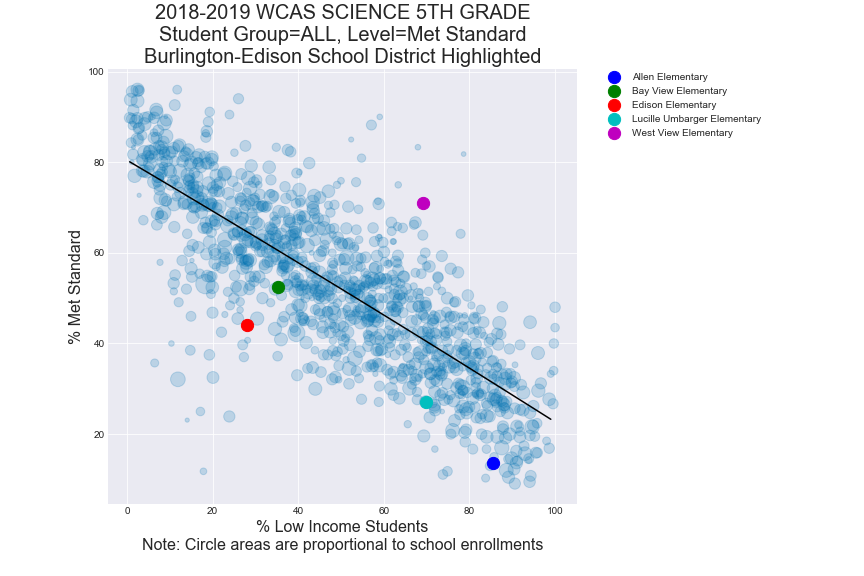 2018-2019 WCAS SCIENCE 5TH GRADE
Student Group=ALL, Level=Met Standard
Burlington-Edison School District Highlighted
100
80
60
40
20
% Met Standard
0
20
40
60
80
100
% Low Income Students
Note: Circle areas are proportional to school enrollments
Allen Elementary
Bay View Elementary
Edison Elementary
Lucille Umbarger Elementary
West View Elementary